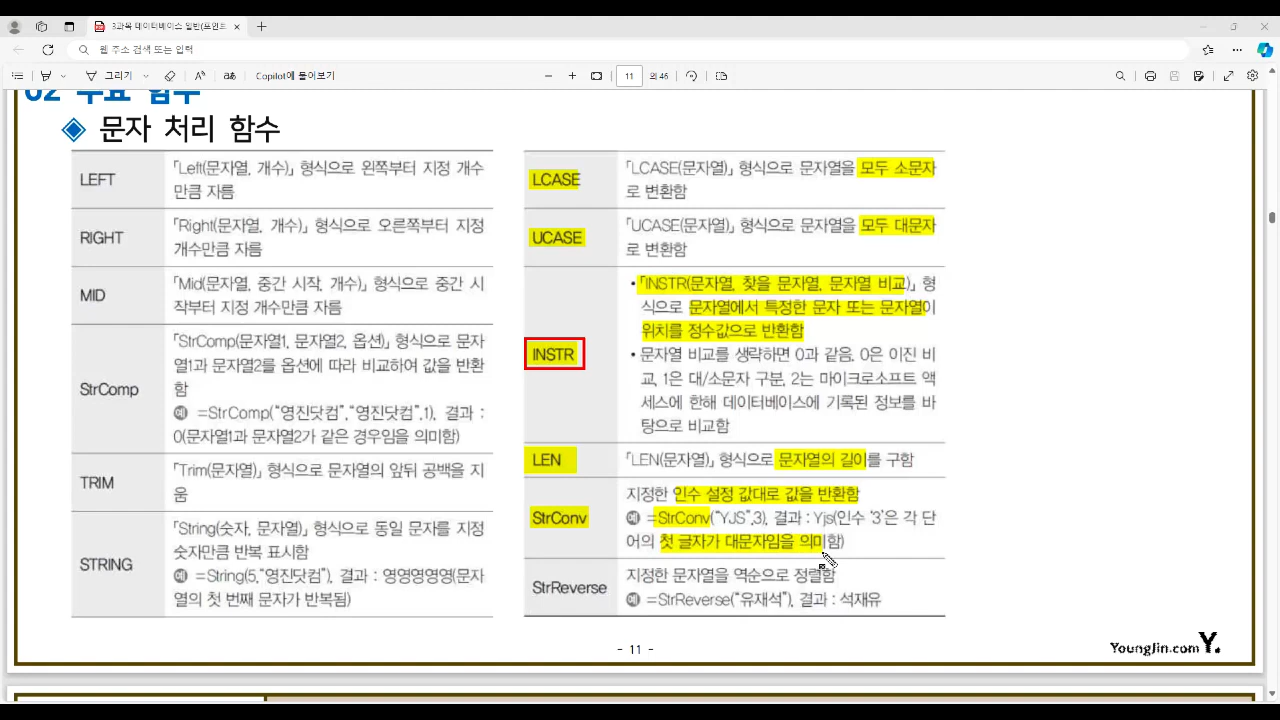 3과목 데이터베이스 일반(포인트
웹 주소 검색 또는 입력
그리기
Copilot에 물어보기
11 의 46
02 주요 함수
문자 처리 함수
LEFT 「Left(문자열, 개수)」 형식으로 왼쪽부터 지정 개수
만큼 자름
RIGHT 「Right(문자열, 개수)」 형식으로 오른쪽부터 지정
개수만큼 자름
MID 「Mid(문자열, 중간 시작, 개수)」 형식으로 중간 시
작부터 지정 개수만큼 자름
StrComp 「StrComp(문자열1, 문자열2, 옵션)」 형식으로 문자
열1과 문자열2를 옵션에 따라 비교하여 값을 반환
함
예 =StrComp("영진닷컴","영진닷컴",1), 결과 :
0(문자열1과 문자열2가 같은 경우임을 의미함)
TRIM 「Trim(문자열)」 형식으로 문자열의 앞뒤 공백을 지
움
STRING 「String(숫자, 문자열)」 형식으로 동일 문자를 지정
숫자만큼 반복 표시함
예 =String(5,"영진닷컴"), 결과 : 영영영영영(문자
열의 첫 번째 문자가 반복됨)
LCASE 「LCASE(문자열)」 형식으로 문자열을 모두 소문자
로 변환함
UCASE 「UCASE(문자열)」 형식으로 문자열을 모두 대문자
로 변환함
INSTR • 「INSTR(문자열, 찾을 문자열, 문자열 비교)」 형
식으로 문자열에서 특정한 문자 또는 문자열이
위치를 정수값으로 반환함
• 문자열 비교를 생략하면 0과 같음, 0은 이진 비
교, 1은 대/소문자 구분, 2는 마이크로소프트 액
세스에 한해 데이터베이스에 기록된 정보를 바
탕으로 비교함
LEN 「LEN(문자열)」 형식으로 문자열의 길이를 구함
StrConv 지정한 인수 설정 값대로 값을 반환함
예 =StrConv("YJS",3), 결과 : Yjs(인수 '3'은 각 단
어의 첫 글자가 대문자임을 의미함)
StrReverse 지정한 문자열을 역순으로 정렬함
예 =StrReverse("유재석"), 결과 : 석재유
- 11 -
YoungJin.com Y.